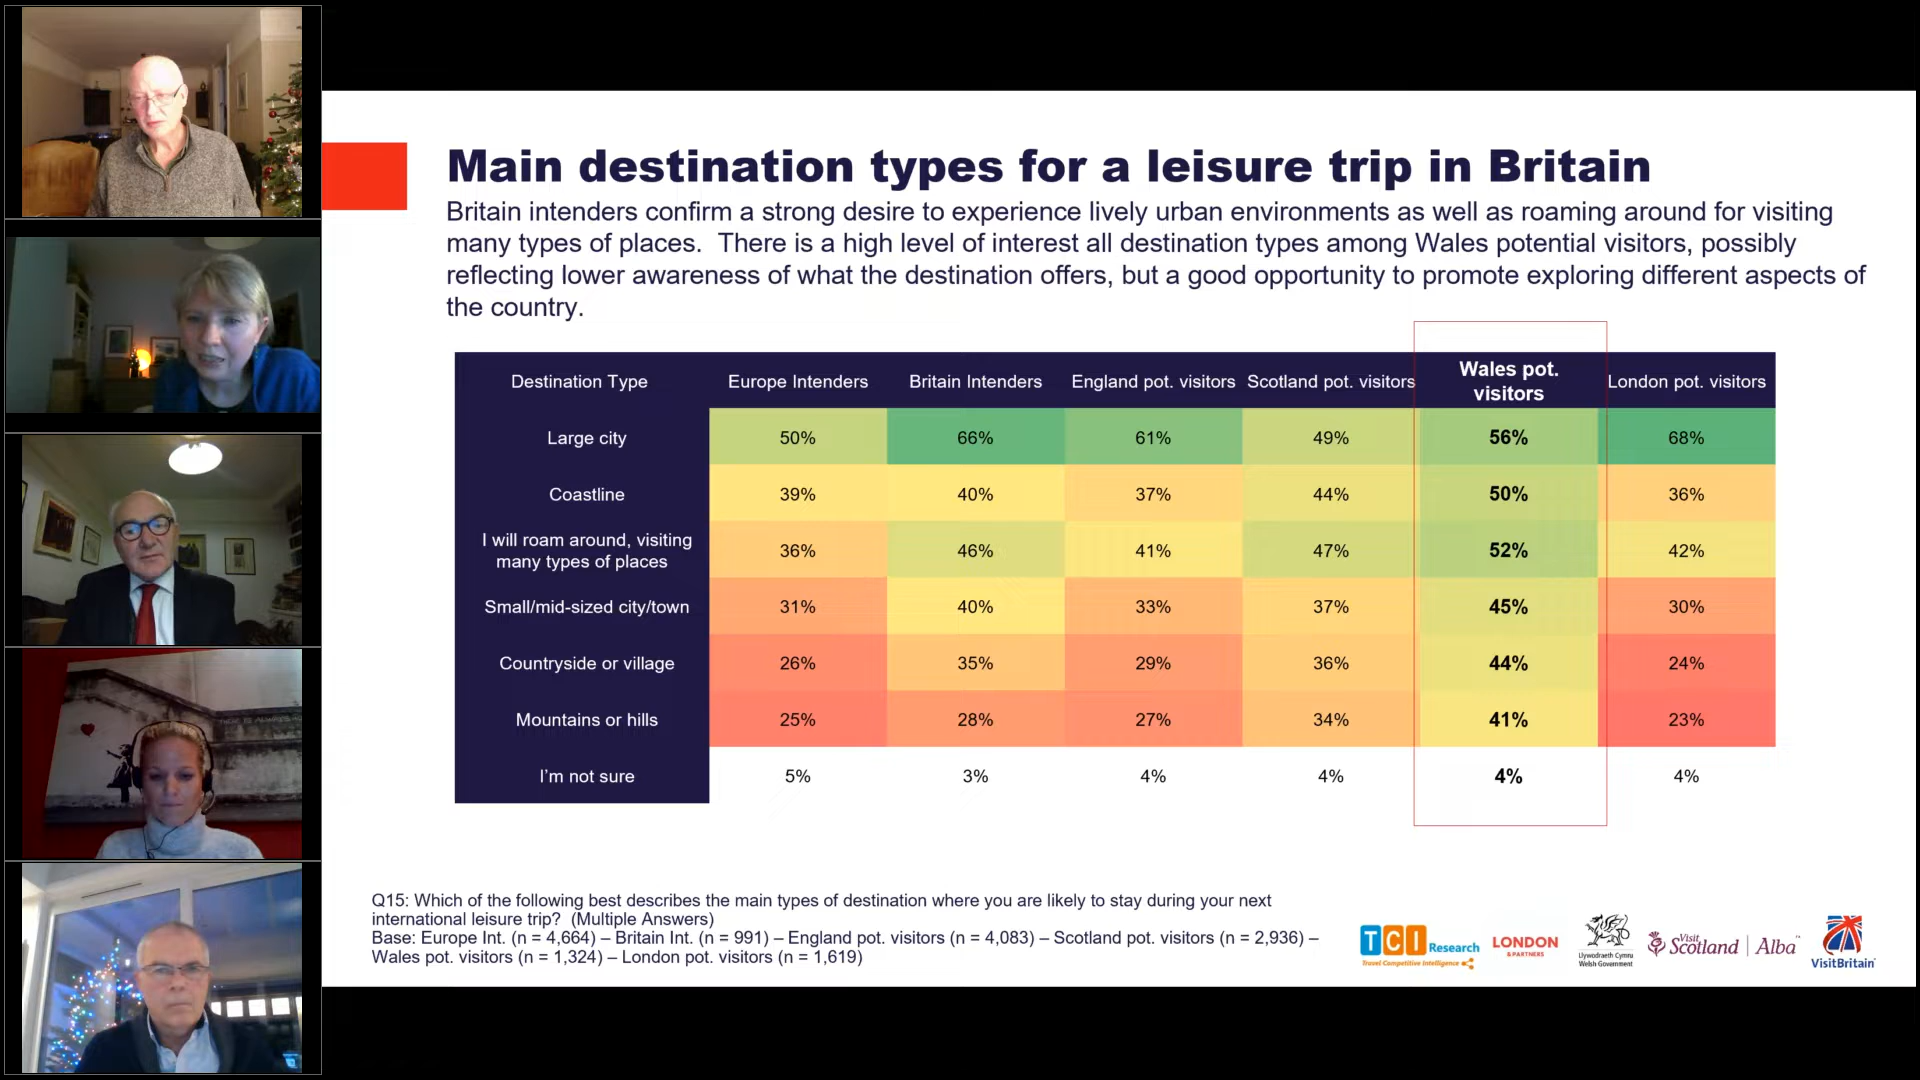 Main destination types for a leisure trip in Britain
Britain intenders confirm a strong desire to experience lively urban environments as well as roaming around for visiting
many types of places.  There is a high level of interest all destination types among Wales potential visitors, possibly
reflecting lower awareness of what the destination offers, but a good opportunity to promote exploring different aspects of
the country.
Destination Type Europe Intenders Britain Intenders England pot. visitors Scotland pot. visitors Wales pot. visitors London pot. visitors
Large city 50% 66% 61% 49% 56% 68%
Coastline 39% 40% 37% 44% 50% 36%
I will roam around, visiting
many types of places 36% 46% 41% 47% 52% 42%
Small/mid-sized city/town 31% 40% 33% 37% 45% 30%
Countryside or village 26% 35% 29% 36% 44% 24%
Mountains or hills 25% 28% 27% 34% 41% 23%
I'm not sure 5% 3% 4% 4% 4% 4%
Q15: Which of the following best describes the main types of destination where you are likely to stay during your next
international leisure trip?  (Multiple Answers)
Base: Europe Int. (n = 4,664) – Britain Int. (n = 991) – England pot. visitors (n = 4,083) – Scotland pot. visitors (n = 2,936) –
Wales pot. visitors (n = 1,324) – London pot. visitors (n = 1,619)
TCI Research
Travel Competitive Intelligence
LONDON
& PARTNERS
Llywodraeth Cymru
Welsh Government
Visit
Scotland | Alba
VisitBritain